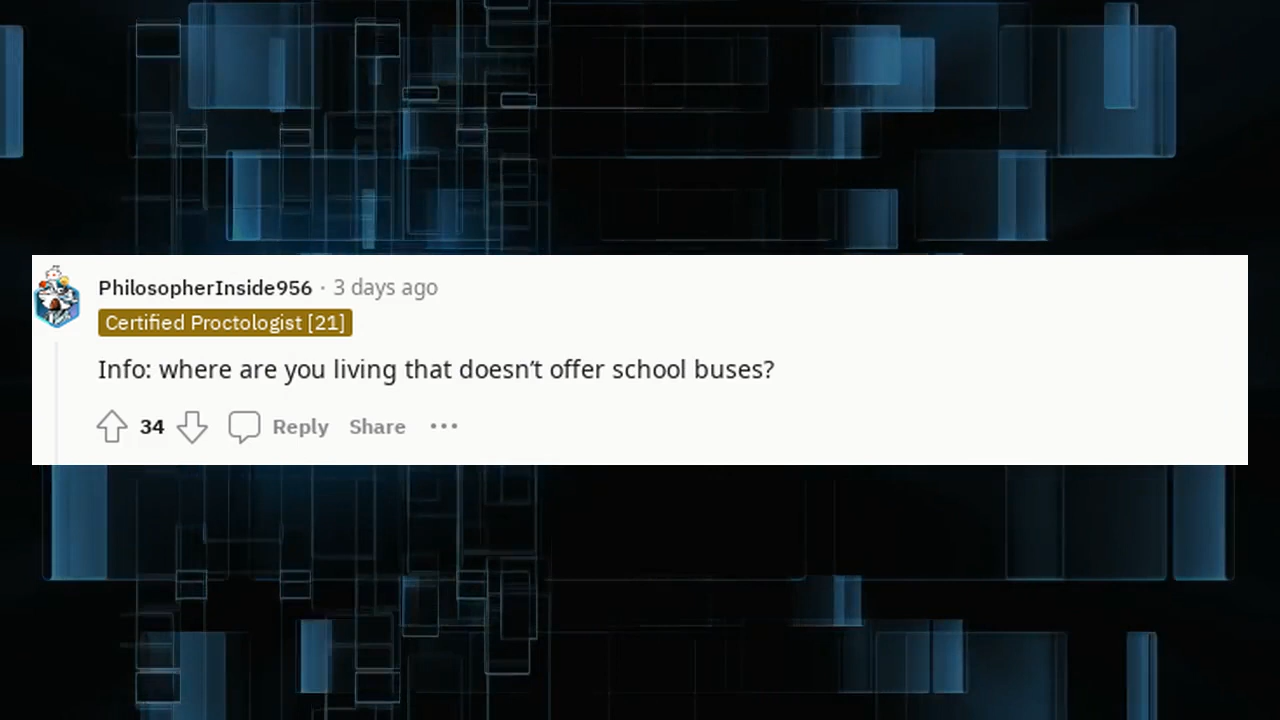 PhilosopherInside956 · 3 days ago
Certified Proctologist [21]
Info: where are you living that doesn’t offer school buses?
34 Reply Share •••